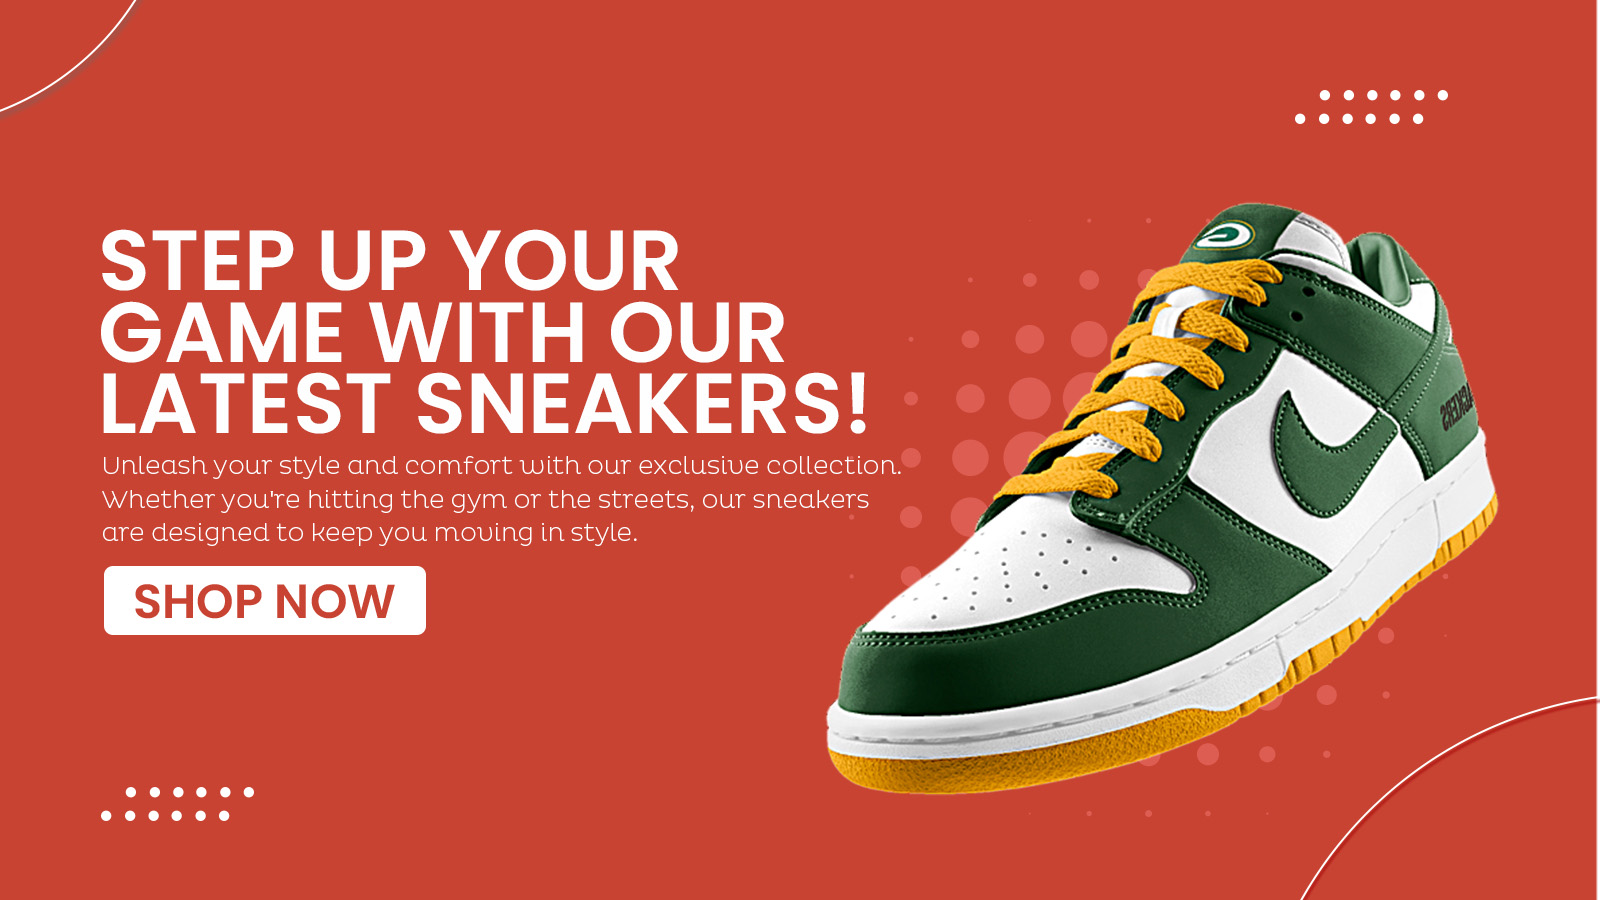 STEP UP YOUR
GAME WITH OUR
LATEST SNEAKERS!
Unleash your style and comfort with our exclusive collection.
Whether you're hitting the gym or the streets, our sneakers
are designed to keep you moving in style.
SHOP NOW
G